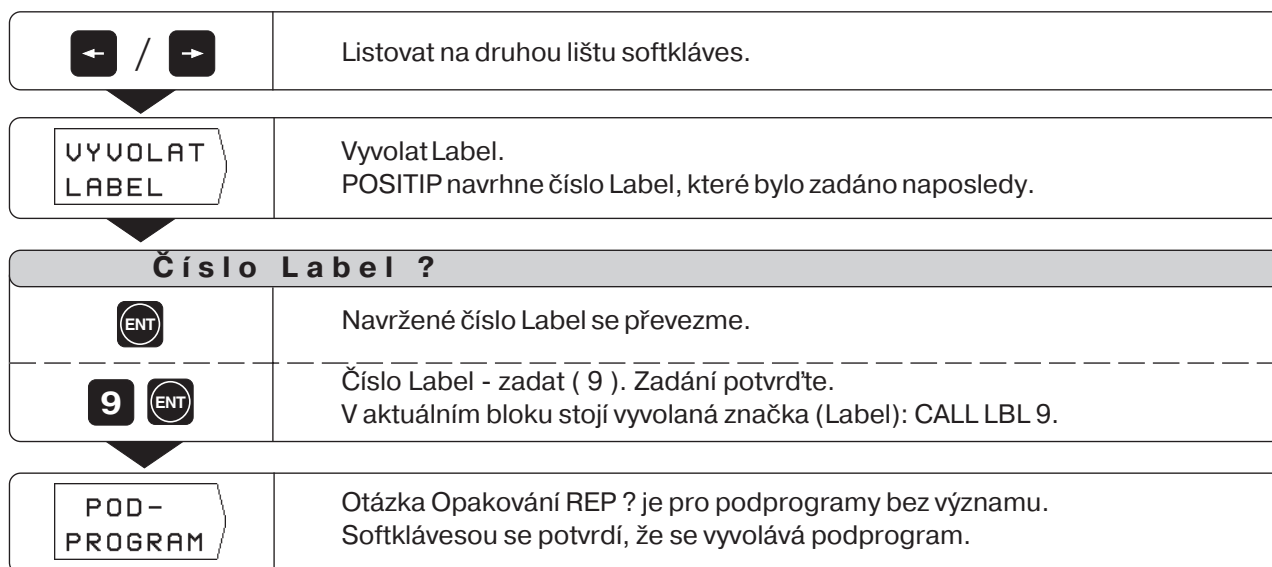 ← / →
Listovat na druhou lištu softkláves.
VYVOLAT
LABEL
Vyvolat Label.
POSITIP navrhne číslo Label, které bylo zadáno naposledy.
Číslo Label ?
ENT
Navržené číslo Label se převezme.
9 ENT
Číslo Label - zadat ( 9 ). Zadání potvrďte.
V aktuálním bloku stojí vyvolaná značka (Label): CALL LBL 9.
POD-
PROGRAM
Otázka Opakování REP ? je pro podprogramy bez významu.
Softklávesou se potvrdí, že se vyvolává podprogram.